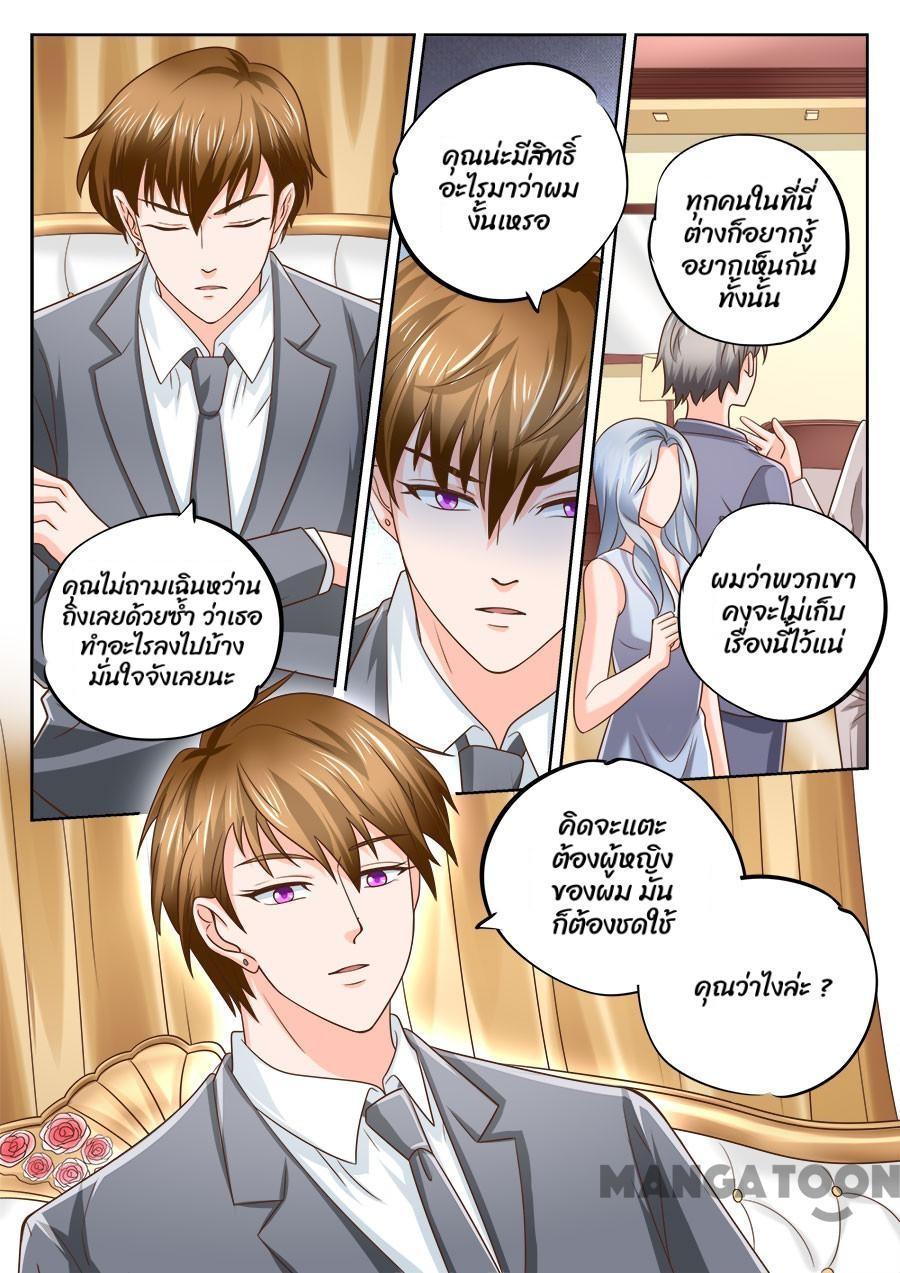 คุณไม่ถามเฉินหว่าน
ถิงเลยด้วยซ้ำ ว่าเธอ
ทำอะไรลงไปบ้าง
มั่นใจจังเลยนะ
คุณน่ะมีสิทธิ์
อะไรมาว่าผม
งั้นเหรอ
ทุกคนในที่นี่
ต่างก็อยากรู้
อยากเห็นกัน
ทั้งนั้น
ผมว่าพวกเขา
คงจะไม่เก็บ
เรื่องนี้ไว้แน่
คิดจะแตะ
ต้องผู้หญิง
ของผม มัน
ก็ต้องชดใช้
คุณว่าไงล่ะ ?
MANGATOON